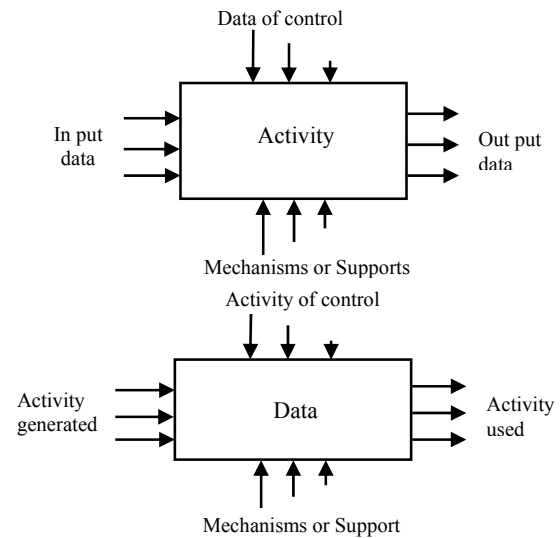 Data of control
In put
data
Activity
Out put
data
Mechanisms or Supports
Activity of control
Activity
generated
Data
Activity
used
Mechanisms or Support